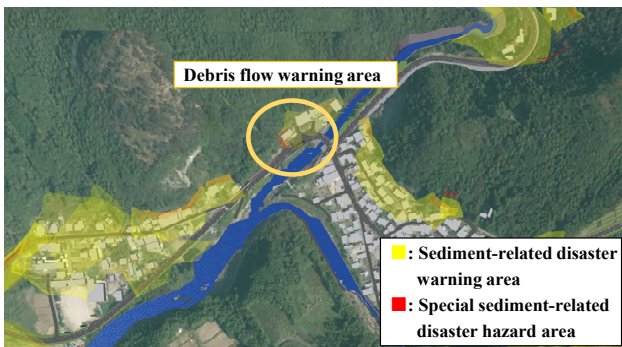 Debris flow warning area
: Sediment-related disaster
warning area
: Special sediment-related
disaster hazard area